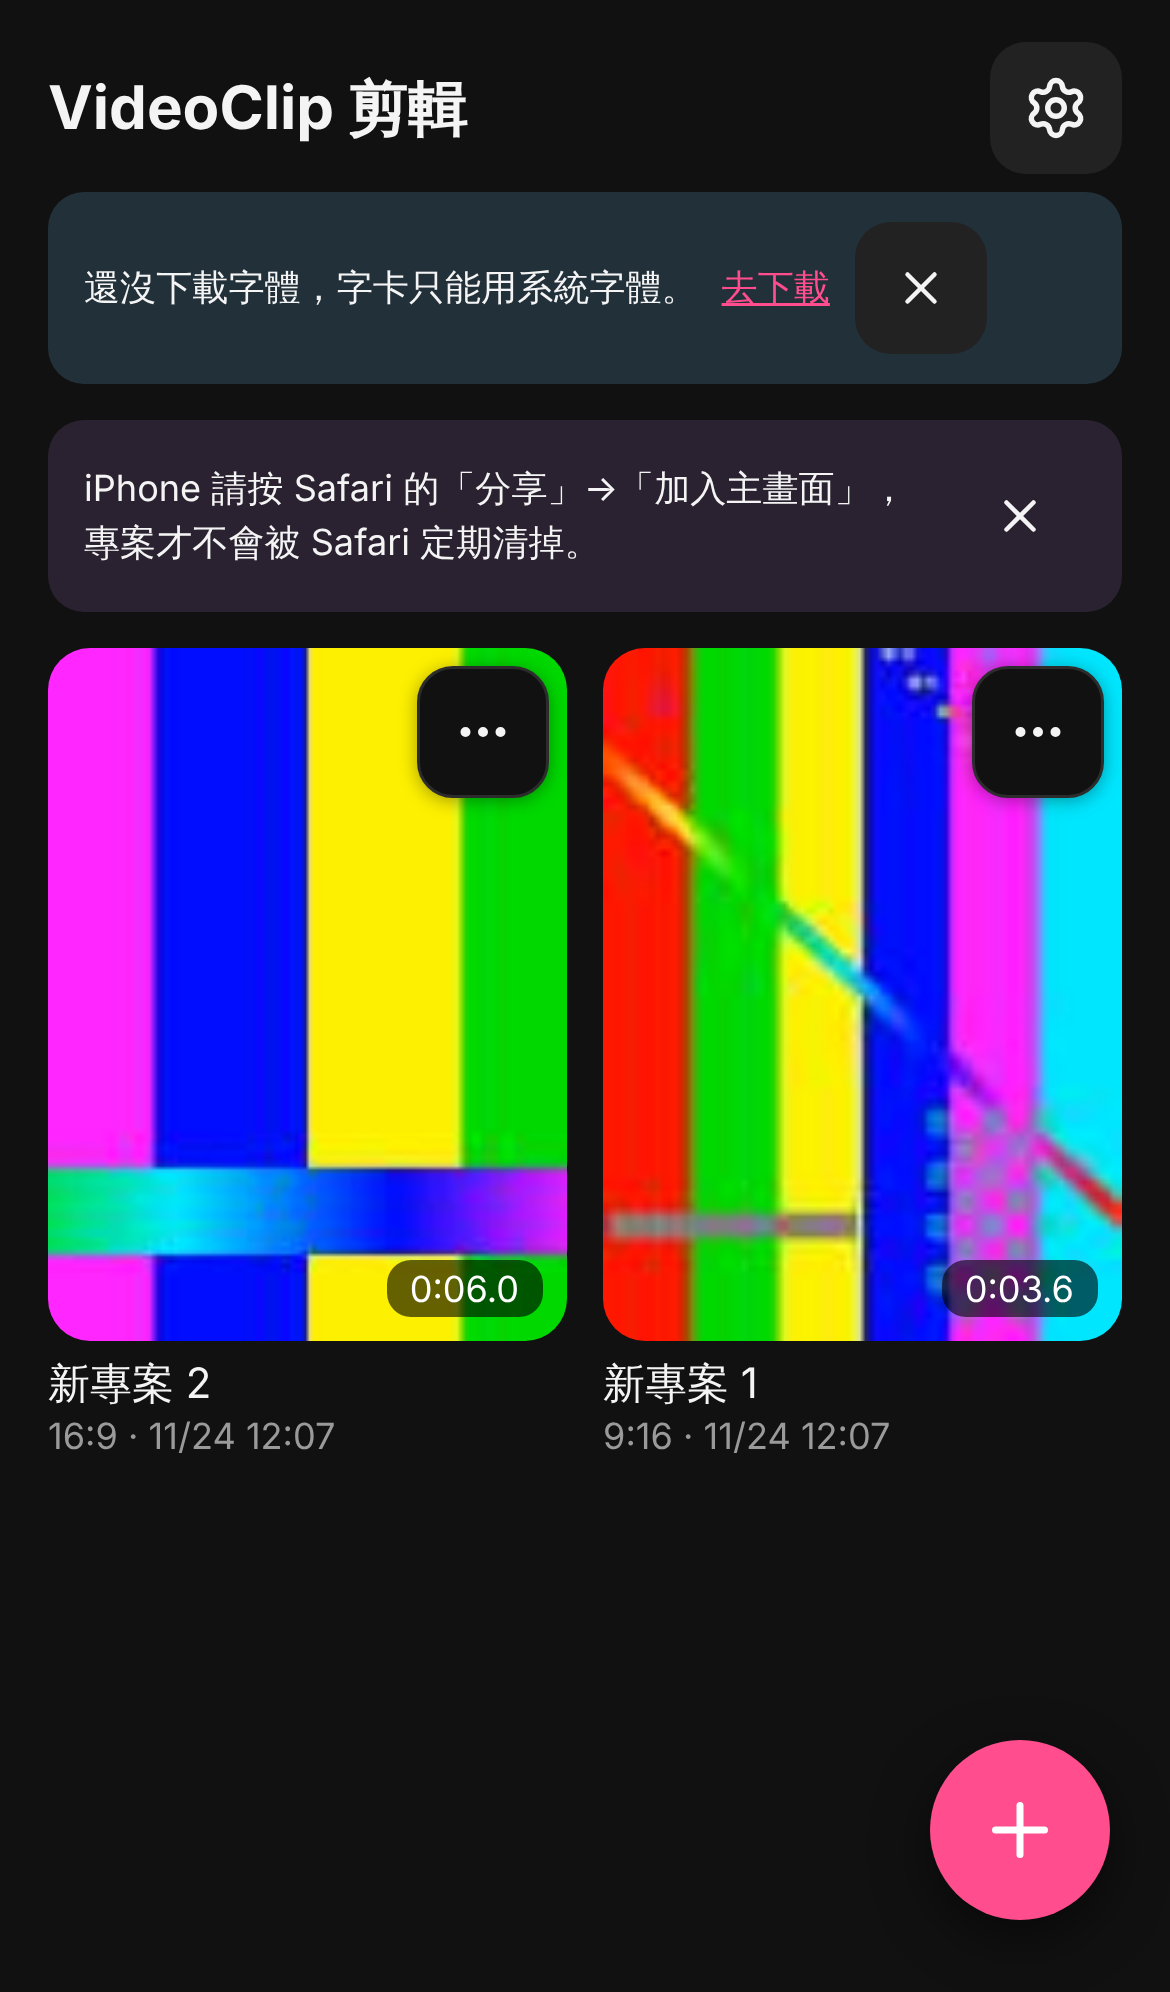 VideoClip 剪輯
還沒下載字體，字卡只能用系統字體。 去下載
iPhone 請按 Safari 的「分享」→「加入主畫面」，
專案才不會被 Safari 定期清掉。
0:06.0
0:03.6
新專案 2
16:9 · 11/24 12:07
新專案 1
9:16 · 11/24 12:07